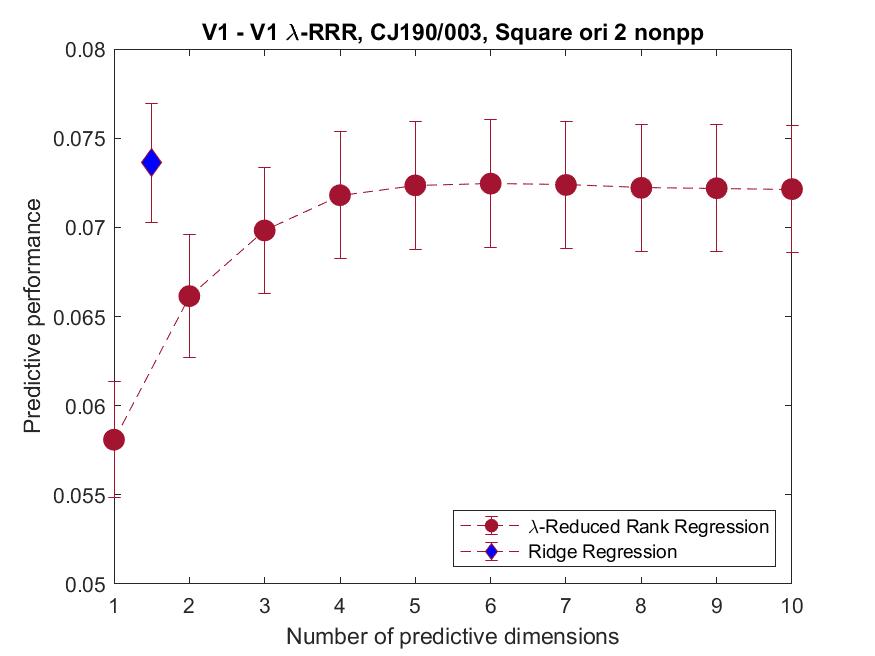 V1 - V1 λ-RRR, CJ190/003, Square ori 2 nonpp
0.08
0.075
0.07
0.065
0.06
0.055
0.05
Predictive performance
1 2 3 4 5 6 7 8 9 10
Number of predictive dimensions
λ-Reduced Rank Regression
Ridge Regression